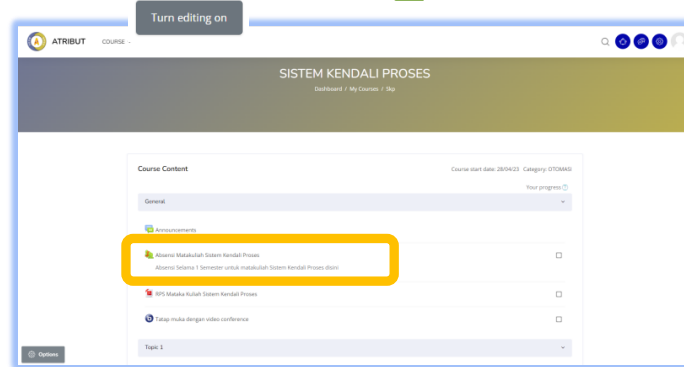 Turn editing on
ATRIBUT COURSE
SISTEM KENDALI PROSES
Dashboard / My Courses / Skp
Course Content
Course start date: 28/04/23 Category: OTOMASI
Your progress
General
Announcements
Absensi Matakuliah Sistem Kendali Proses
Absensi Selama 1 Semester untuk matakuliah Sistem Kendali Proses disini
RPS Mataka Kuliah Sistem Kendali Proses
Tatap muka dengan video conference
Topic 1
Options